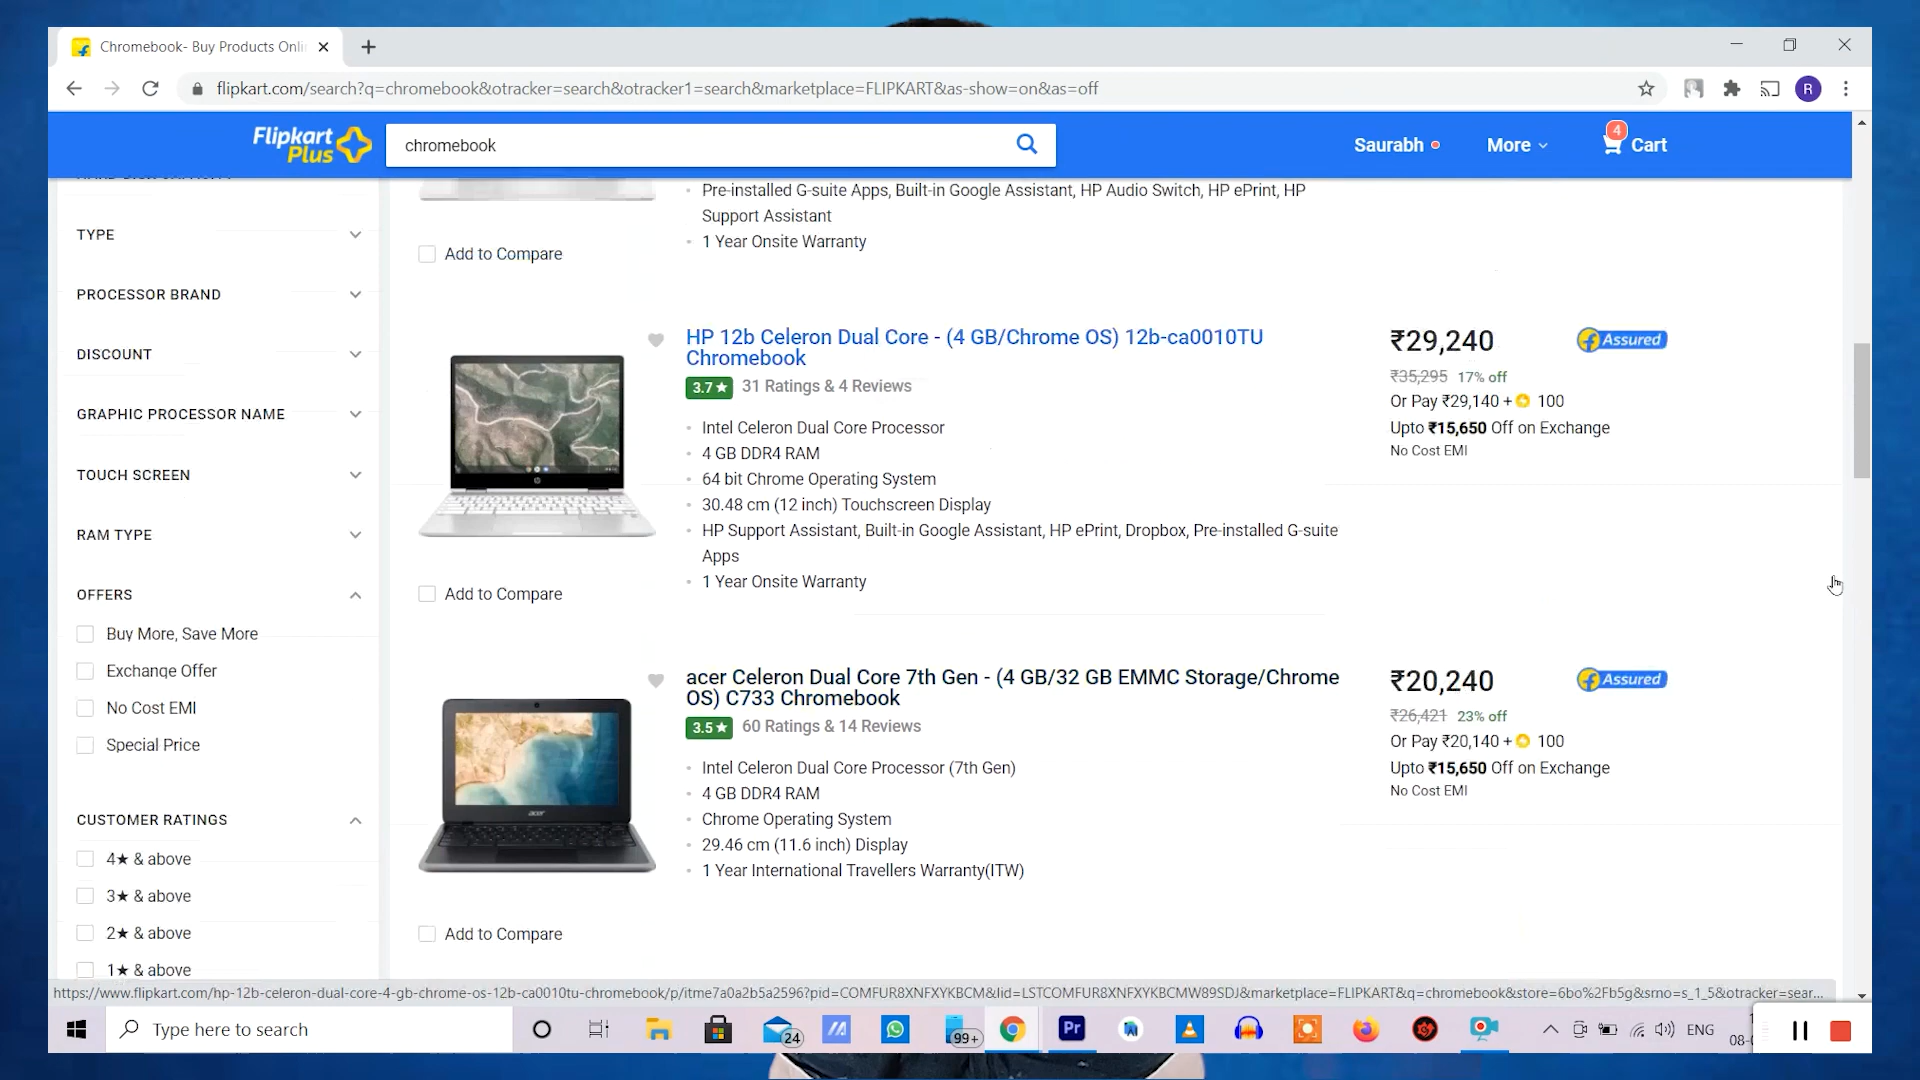 Chromebook- Buy Products Onli
flipkart.com/search?q=chromebook&otracker=search&otracker1=search&marketplace=FLIPKART&as-show=on&as=off
R
Flipkart
Plus
chromebook
Saurabh
More
4
Cart
TYPE
PROCESSOR BRAND
DISCOUNT
GRAPHIC PROCESSOR NAME
TOUCH SCREEN
RAM TYPE
OFFERS
Buy More, Save More
Exchange Offer
No Cost EMI
Special Price
CUSTOMER RATINGS
4★ & above
3★ & above
2★ & above
1★ & above
Pre-installed G-suite Apps, Built-in Google Assistant, HP Audio Switch, HP ePrint, HP
Support Assistant
1 Year Onsite Warranty
Add to Compare
HP 12b Celeron Dual Core - (4 GB/Chrome OS) 12b-ca0010TU
Chromebook
3.7★ 31 Ratings & 4 Reviews
Intel Celeron Dual Core Processor
4 GB DDR4 RAM
64 bit Chrome Operating System
30.48 cm (12 inch) Touchscreen Display
HP Support Assistant, Built-in Google Assistant, HP ePrint, Dropbox, Pre-installed G-suite
Apps
1 Year Onsite Warranty
Add to Compare
₹29,240
Assured
₹35,295 17% off
Or Pay ₹29,140 + 100
Upto ₹15,650 Off on Exchange
No Cost EMI
acer Celeron Dual Core 7th Gen - (4 GB/32 GB EMMC Storage/Chrome
OS) C733 Chromebook
3.5★ 60 Ratings & 14 Reviews
Intel Celeron Dual Core Processor (7th Gen)
4 GB DDR4 RAM
Chrome Operating System
29.46 cm (11.6 inch) Display
1 Year International Travellers Warranty(ITW)
Add to Compare
₹20,240
Assured
₹26,421 23% off
Or Pay ₹20,140 + 100
Upto ₹15,650 Off on Exchange
No Cost EMI
https://www.flipkart.com/hp-12b-celeron-dual-core-4-gb-chrome-os-12b-ca0010tu-chromebook/p/itme7a0a2b5a2596?pid=COMFUR8XNFXYKBCM&lid=LSTCOMFUR8XNFXYKBCMW89SDJ&marketplace=FLIPKART&q=chromebook&store=6bo%2Fb5g&srno=s_1_5&otracker=sear...
Type here to search
24
99+
Pr
ENG